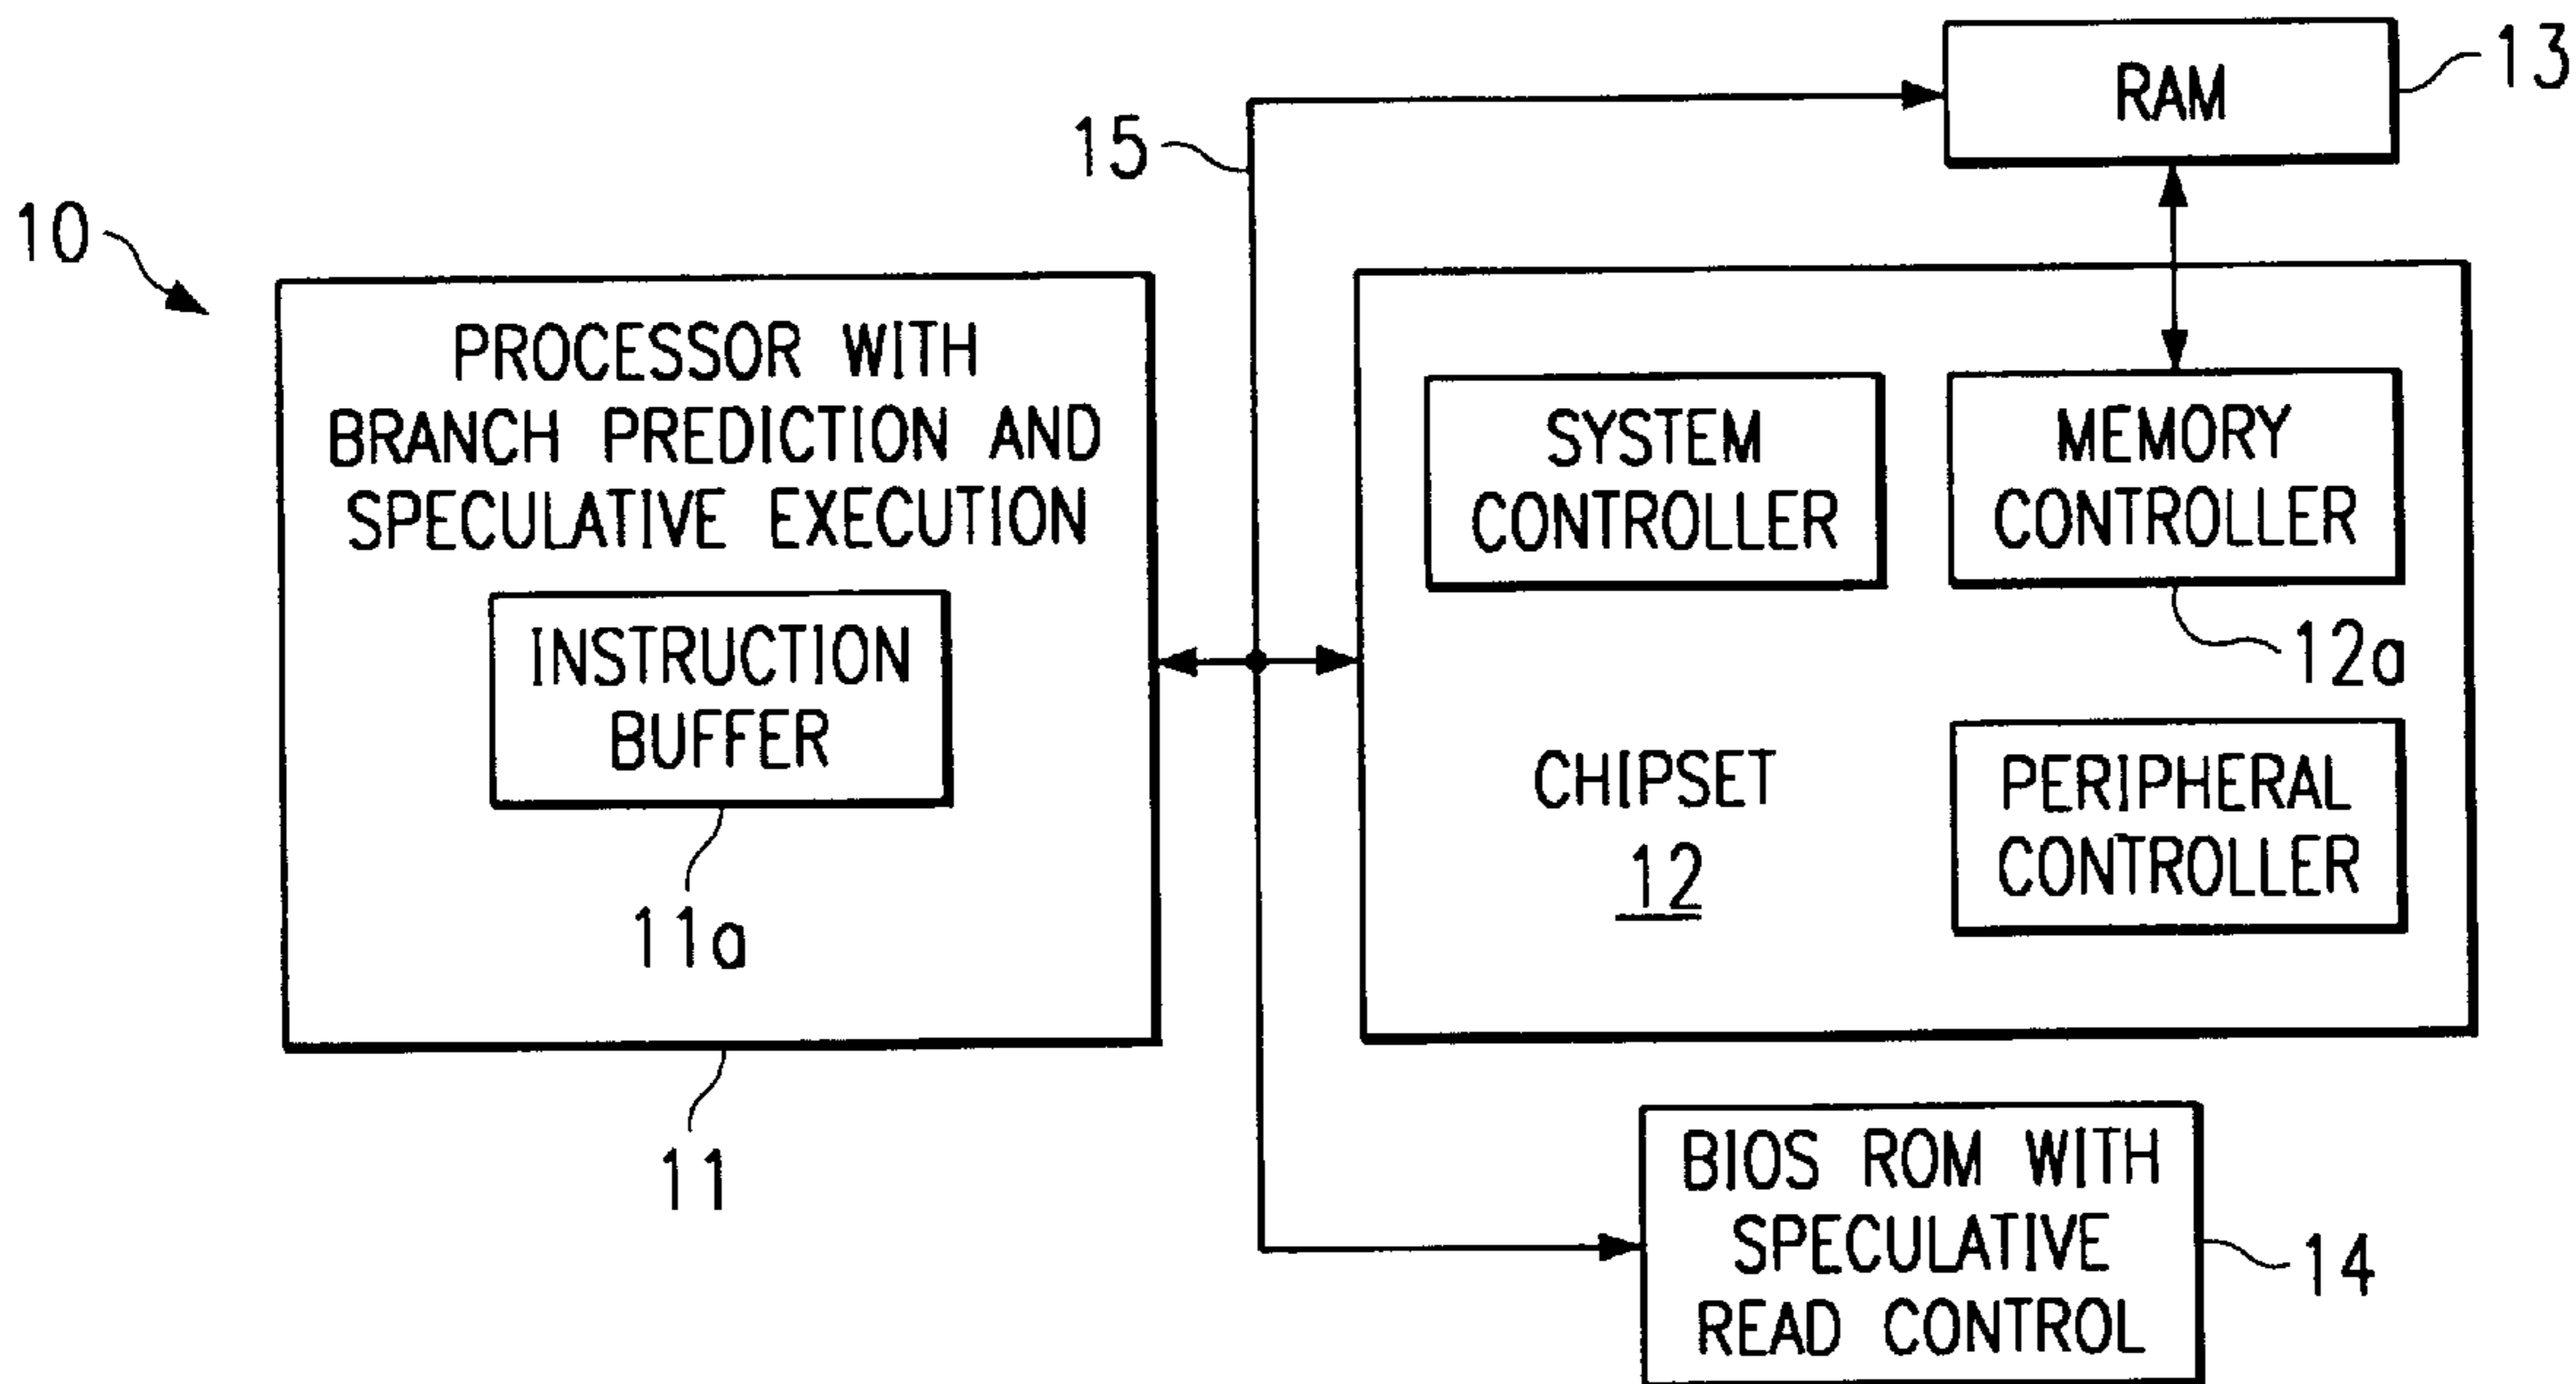 RAM
13
15
10
PROCESSOR WITH
BRANCH PREDICTION AND
SPECULATIVE EXECUTION
INSTRUCTION
BUFFER
11a
11
SYSTEM
CONTROLLER
MEMORY
CONTROLLER
12a
CHIPSET
12
PERIPHERAL
CONTROLLER
BIOS ROM WITH
SPECULATIVE
READ CONTROL
14